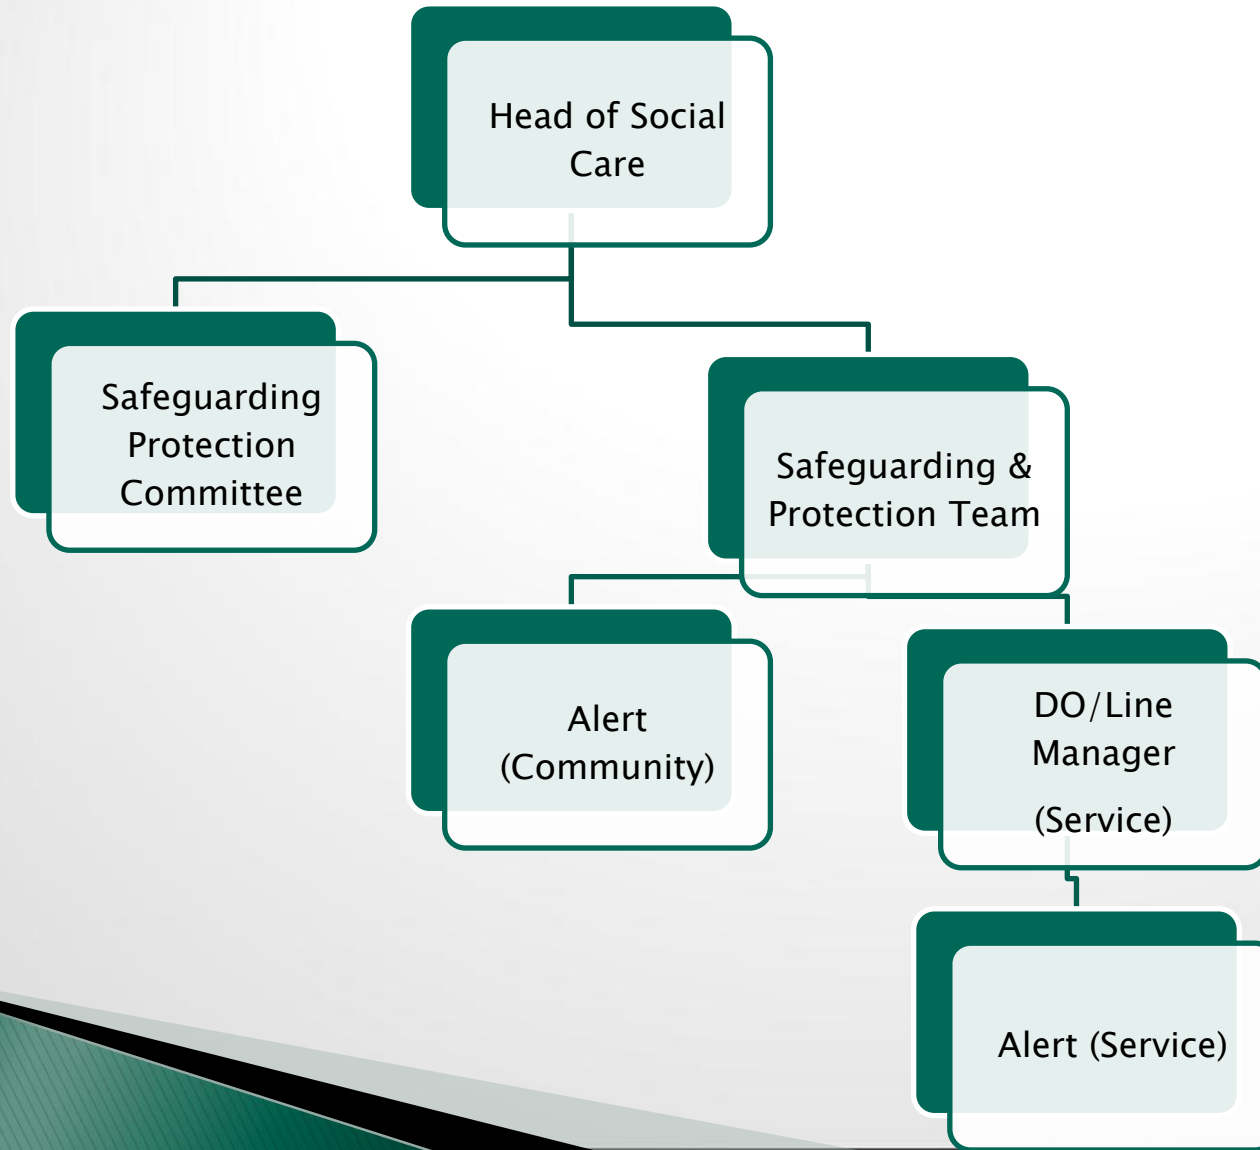 Head of Social
Care
Safeguarding
Protection
Committee
Safeguarding &
Protection Team
Alert
(Community)
DO/Line
Manager
(Service)
Alert (Service)